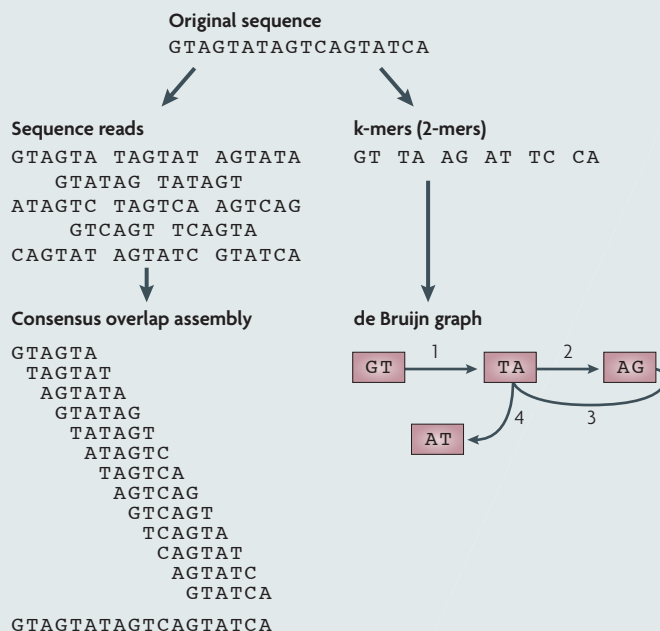 Original sequence
GTAGTATAGTCAGTATCA
Sequence reads
GTAGTA TAGTAT AGTATA
GTATAG TATAGT
ATAGTC TAGTCA AGTCAG
GTCAGT TCAGTA
CAGTAT AGTATC GTATCA
k-mers (2-mers)
GT TA AG AT TC CA
Consensus overlap assembly
GTAGTA
TAGTAT
AGTATA
GTATAG
TATAGT
ATAGTC
TAGTCA
AGTCAG
GTCAGT
TCAGTA
CAGTAT
AGTATC
GTATCA
GTAGTATAGTCAGTATCA
de Bruijn graph
1 2
GT TA AG
4 3
AT